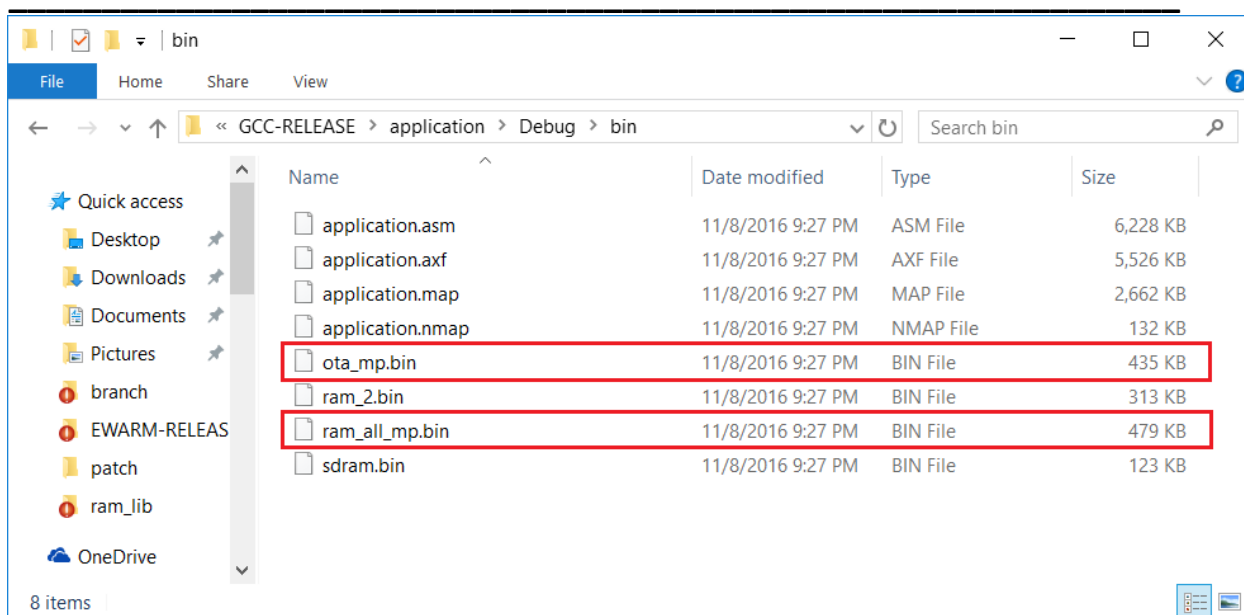 bin
File Home Share View ?
« GCC-RELEASE > application > Debug > bin Search bin
Name Date modified Type Size
Quick access
Desktop
Downloads
Documents
Pictures
branch
EWARM-RELEAS
patch
ram_lib
OneDrive
application.asm 11/8/2016 9:27 PM ASM File 6,228 KB
application.axf 11/8/2016 9:27 PM AXF File 5,526 KB
application.map 11/8/2016 9:27 PM MAP File 2,662 KB
application.nmap 11/8/2016 9:27 PM NMAP File 132 KB
ota_mp.bin 11/8/2016 9:27 PM BIN File 435 KB
ram_2.bin 11/8/2016 9:27 PM BIN File 313 KB
ram_all_mp.bin 11/8/2016 9:27 PM BIN File 479 KB
sdram.bin 11/8/2016 9:27 PM BIN File 123 KB
8 items